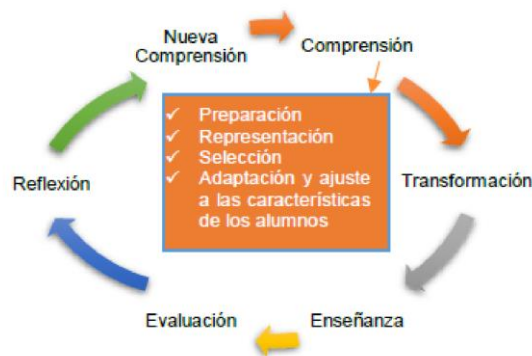 Nueva
Comprensión
Comprensión
✓ Preparación
✓ Representación
✓ Selección
✓ Adaptación y ajuste
a las características
de los alumnos
Transformación
Enseñanza
Evaluación
Reflexión